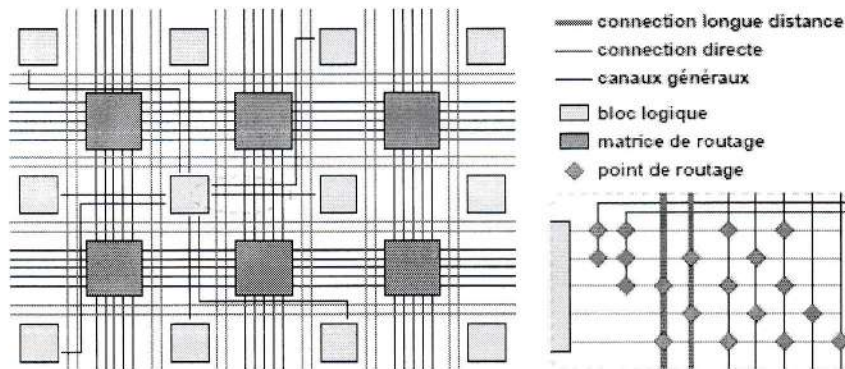 connection longue distance
connection directe
canaux généraux
bloc logique
matrice de routage
point de routage